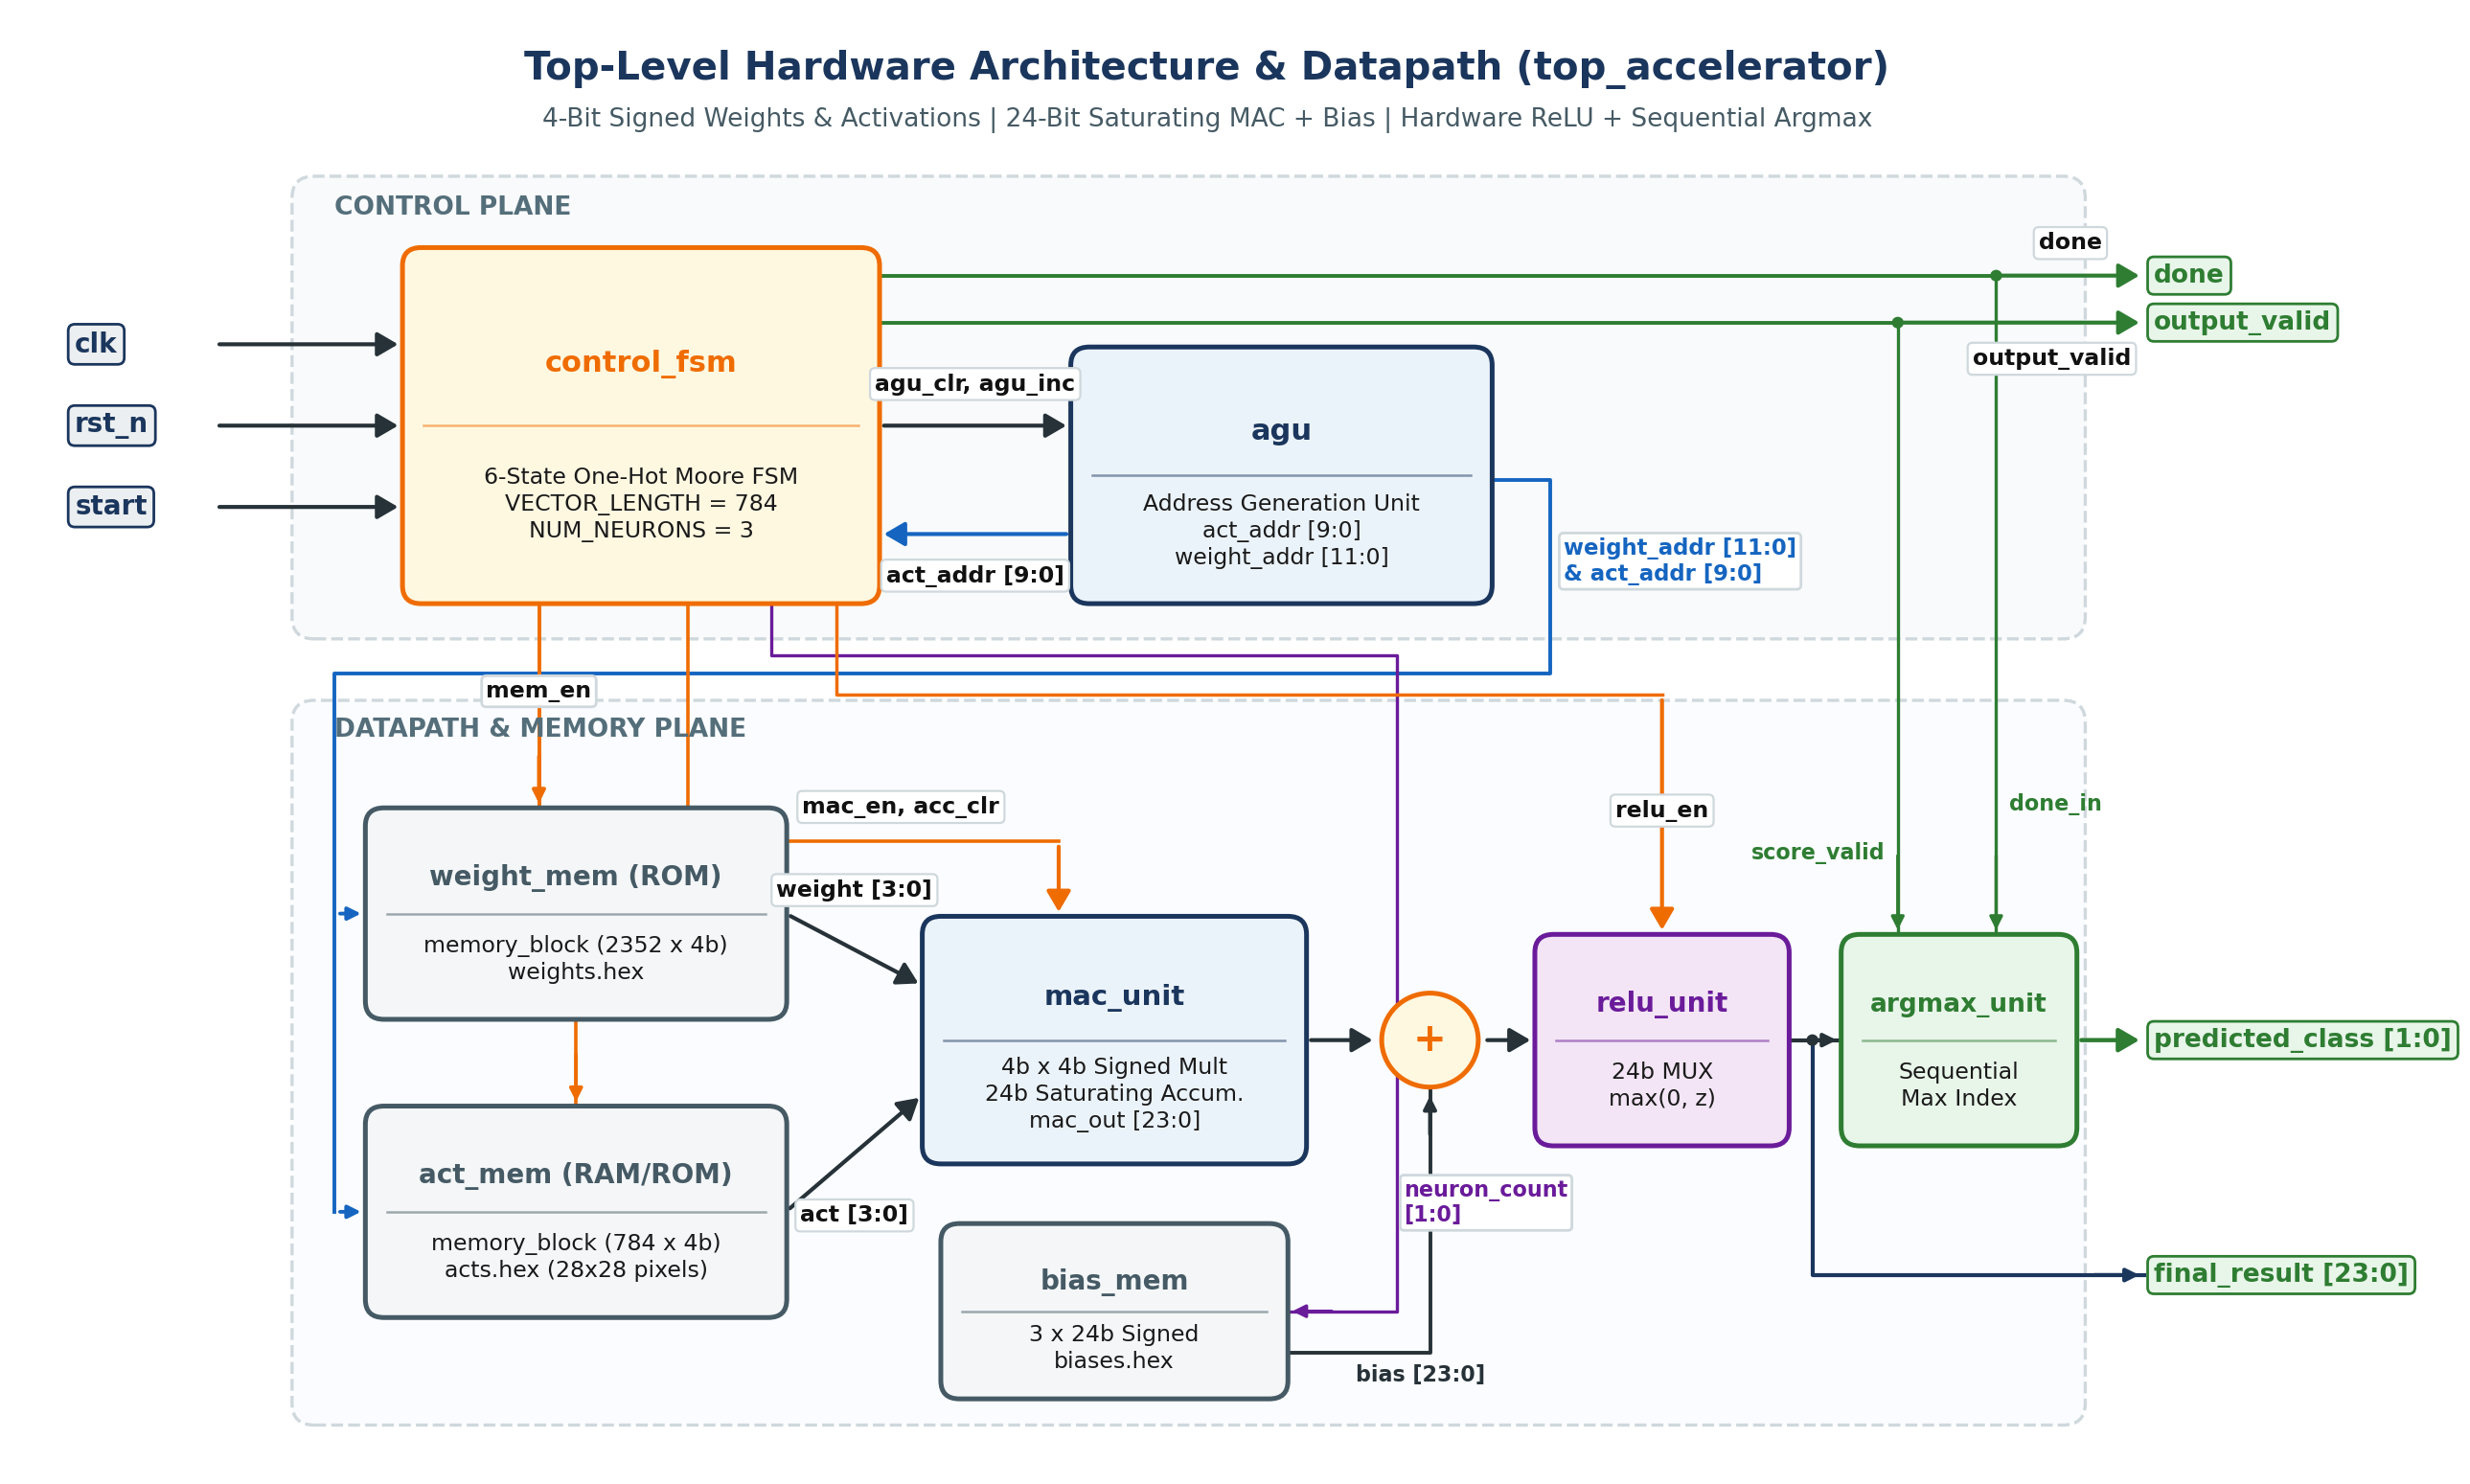 Top-Level Hardware Architecture & Datapath (top_accelerator)
4-Bit Signed Weights & Activations | 24-Bit Saturating MAC + Bias | Hardware ReLU + Sequential Argmax
CONTROL PLANE
done
done
output_valid
output_valid
clk
rst_n
start
control_fsm
6-State One-Hot Moore FSM
VECTOR_LENGTH = 784
NUM_NEURONS = 3
agu_clr, agu_inc
act_addr [9:0]
agu
Address Generation Unit
act_addr [9:0]
weight_addr [11:0]
weight_addr [11:0]
& act_addr [9:0]
mem_en
DATAPATH & MEMORY PLANE
mac_en, acc_clr
relu_en
done_in
score_valid
weight_mem (ROM)
memory_block (2352 x 4b)
weights.hex
weight [3:0]
mac_unit
4b x 4b Signed Mult
24b Saturating Accum.
mac_out [23:0]
+
relu_unit
24b MUX
max(0, z)
argmax_unit
Sequential
Max Index
predicted_class [1:0]
act_mem (RAM/ROM)
memory_block (784 x 4b)
acts.hex (28x28 pixels)
act [3:0]
neuron_count
[1:0]
bias_mem
3 x 24b Signed
biases.hex
bias [23:0]
final_result [23:0]